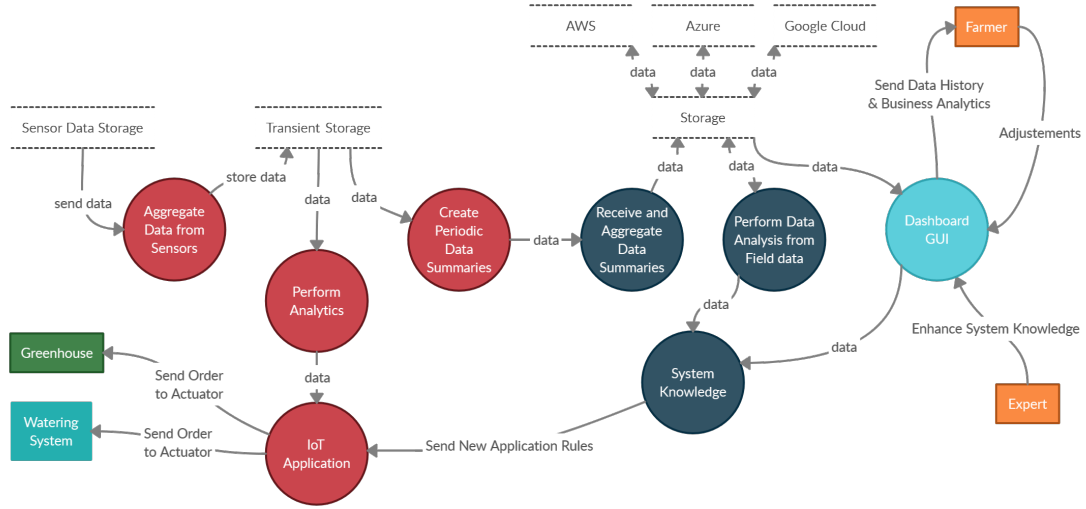 AWS
Azure
Google Cloud
Farmer
data
data
data
Send Data History
& Business Analytics
Sensor Data Storage
Transient Storage
Storage
Adjustements
send data
store data
data
data
data
data
data
Aggregate
Data from
Sensors
Create
Periodic
Data
Summaries
data
Receive and
Aggregate
Data
Summaries
Perform Data
Analysis from
Field data
Dashboard
GUI
Perform
Analytics
data
Enhance System Knowledge
Greenhouse
data
Send Order
to Actuator
data
System
Knowledge
Expert
Watering
System
Send Order
to Actuator
IoT
Application
Send New Application Rules